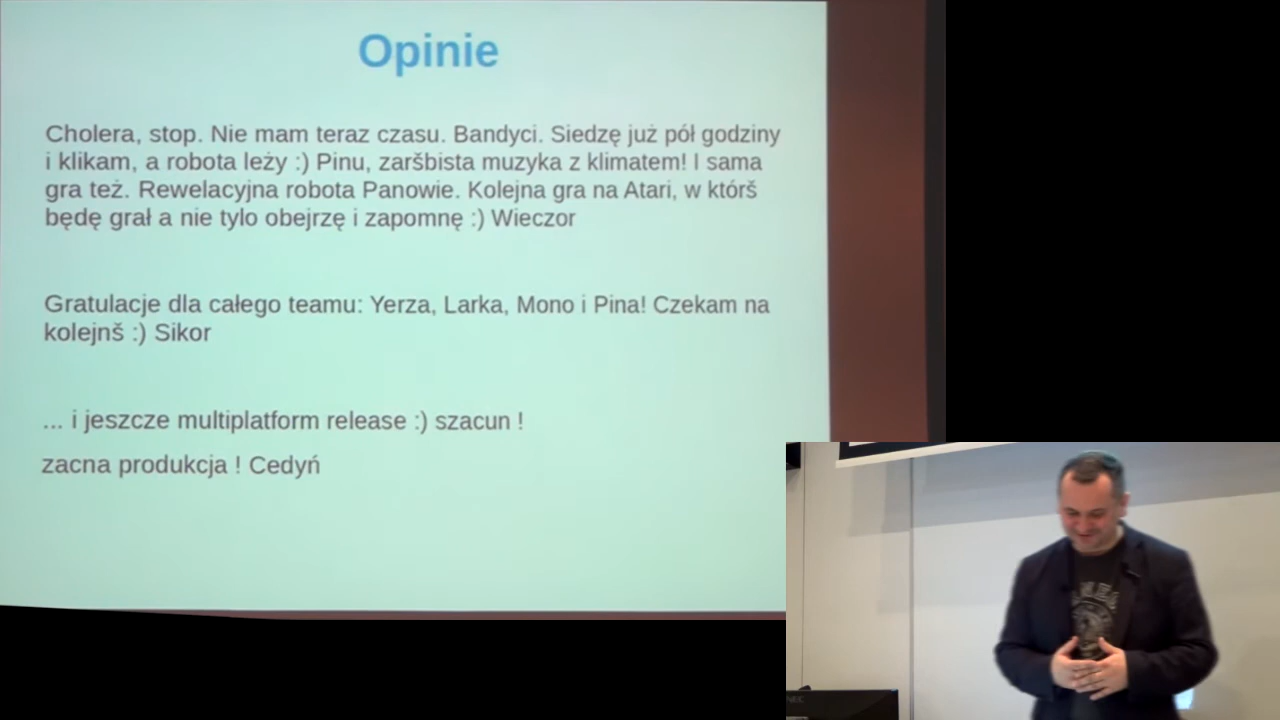 Opinie
Cholera, stop. Nie mam teraz czasu. Bandyci. Siedzę już pół godziny
i klikam, a robota leży :) Pinu, zaršbista muzyka z klimatem! I sama
gra też. Rewelacyjna robota Panowie. Kolejna gra na Atari, w którš
będę grał a nie tylo obejrzę i zapomnę :) Wieczor
Gratulacje dla całego teamu: Yerza, Larka, Mono i Pina! Czekam na
kolejnš :) Sikor
... i jeszcze multiplatform release :) szacun !
zacna produkcja ! Cedyń